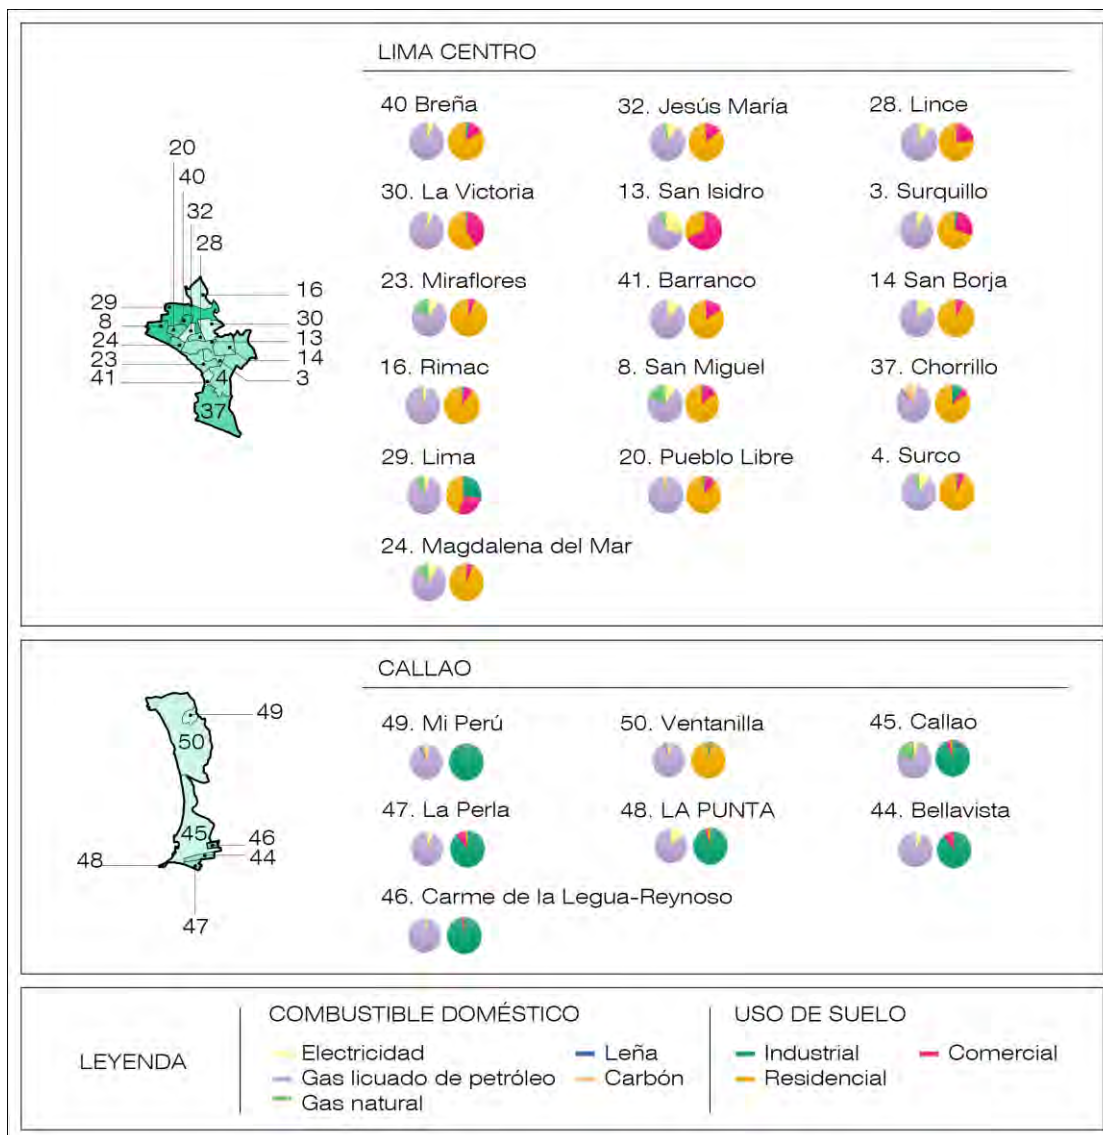 LIMA CENTRO
40 Breña
32. Jesús María
28. Lince
30. La Victoria
13. San Isidro
3. Surquillo
23. Miraflores
41. Barranco
14 San Borja
16. Rimac
8. San Miguel
37. Chorrillo
29. Lima
20. Pueblo Libre
4. Surco
24. Magdalena del Mar
20
40
32
28
29
8
24
23
41
16
30
13
14
3
4
37
CALLAO
49. Mi Perú
50. Ventanilla
45. Callao
47. La Perla
48. LA PUNTA
44. Bellavista
46. Carme de la Legua-Reynoso
49
50
45
46
44
48
47
LEYENDA
COMBUSTIBLE DOMÉSTICO
Electricidad
Leña
Gas licuado de petróleo
Carbón
Gas natural
USO DE SUELO
Industrial
Comercial
Residencial